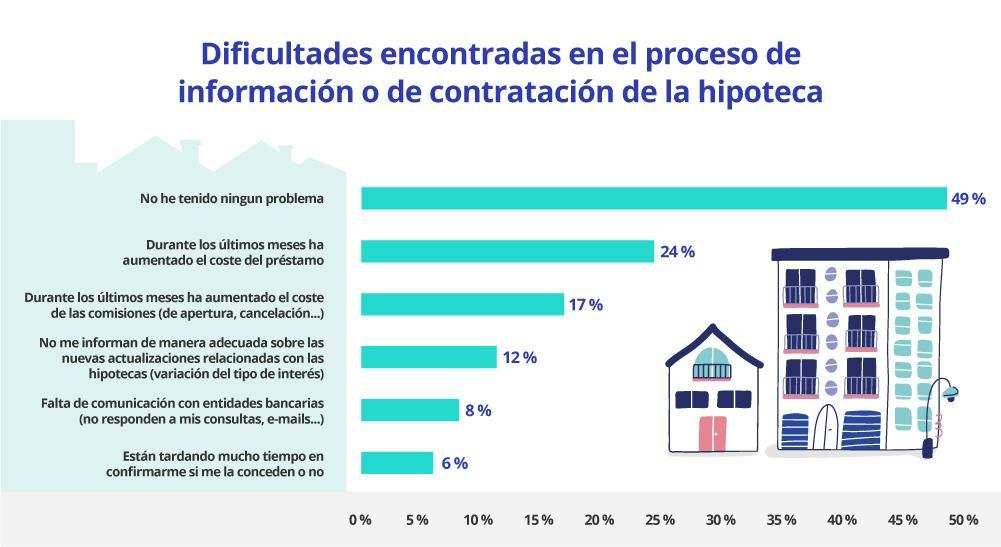 Dificultades encontradas en el proceso de
información o de contratación de la hipoteca
No he tenido ningun problema
49 %
Durante los últimos meses ha
aumentado el coste del préstamo
24 %
Durante los últimos meses ha aumentado el coste
de las comisiones (de apertura, cancelación...)
17 %
No me informan de manera adecuada sobre las
nuevas actualizaciones relacionadas con las
hipotecas (variación del tipo de interés)
12 %
Falta de comunicación con entidades bancarias
(no responden a mis consultas, e-mails...)
8 %
Están tardando mucho tiempo en
confirmarme si me la conceden o no
6 %
0 % 5 % 10 % 15 % 20 % 25 % 30 % 35 % 40 % 45 % 50 %